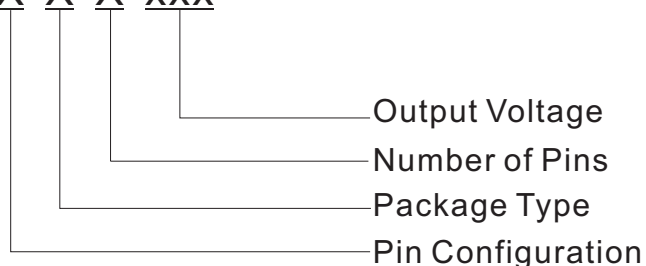 xxx
Output Voltage
Number of Pins
Package Type
Pin Configuration